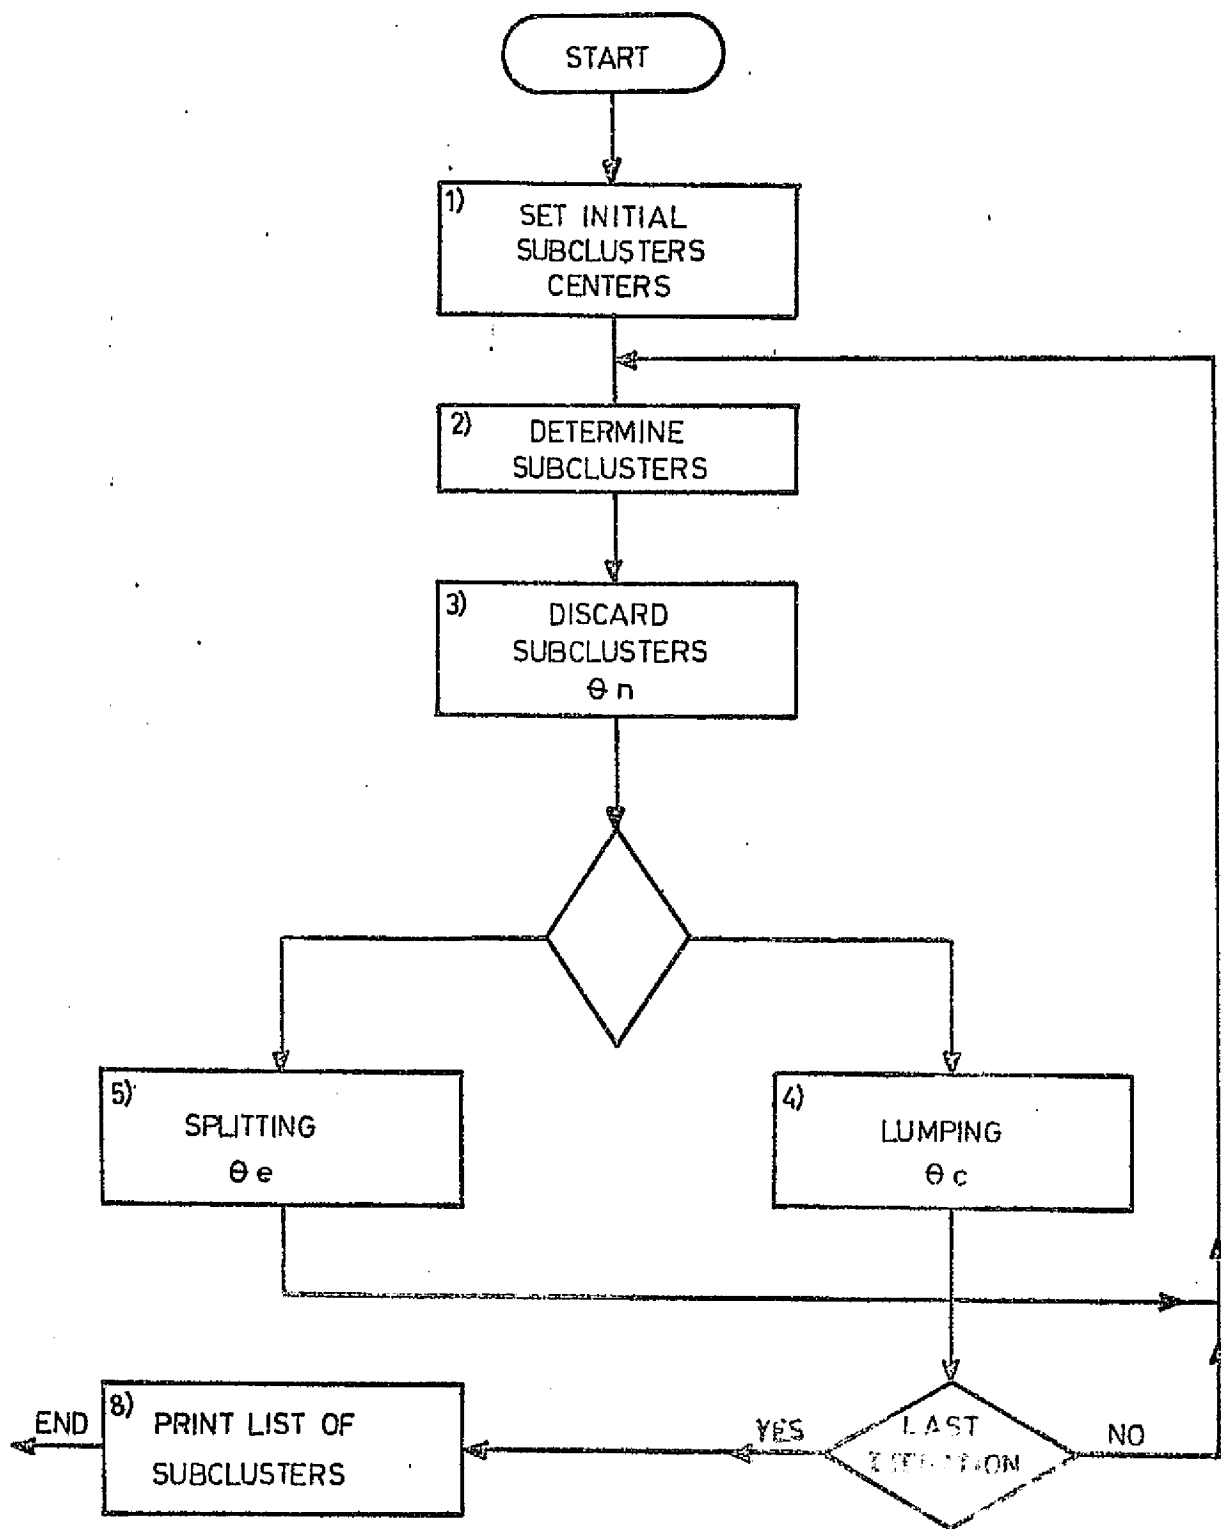 START
1)
SET INITIAL
SUBCLUSTERS
CENTERS
2)
DETERMINE
SUBCLUSTERS
3)
DISCARD
SUBCLUSTERS
θ n
5)
SPLITTING
θ e
4)
LUMPING
θ c
END
8)
PRINT LIST OF
SUBCLUSTERS
YES
LAST
NO